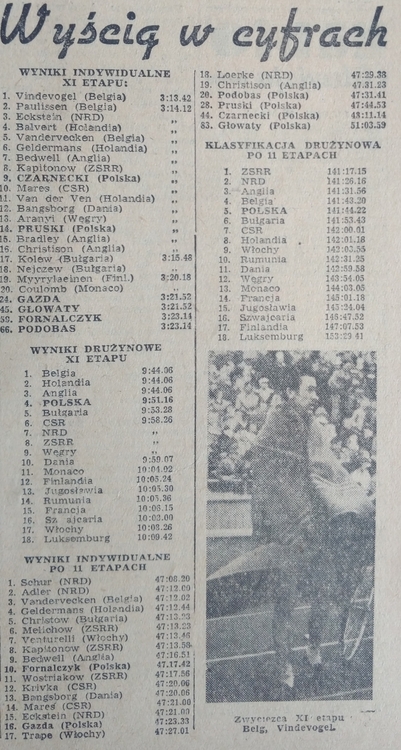 Wyścig w cyfrach
WYNIKI INDYWIDUALNE
XI ETAPU:
1. Vindevogel (Belgia) 3:13.42
2. Paulissen (Belgia) 3:14.12
3. Eckstein (NRD) „
4. Balvert (Holandia) „
5. Vandervecken (Belgia) „
6. Geldermans (Holandia) „
7. Bedwell (Anglia) „
8. Kapitonow (ZSRR) „
9. CZARNECKI (Polska) „
10. Mares (CSR) „
11. Van der Ven (Holandia) „
12. Bangsborg (Dania) „
13. Aranyi (Węgry) „
14. PRUSKI (Polska) „
15. Bradley (Anglia) „
16. Christison (Anglia) „
17. Kolew (Bułgaria) 3:15.48
18. Nejczew (Bułgaria) „
19. Myyrylaeinen (Finl.) 3:20.18
20. Coulomb (Monaco) „
24. GAZDA 3:21.52
45. GŁOWATY 3:21.52
59. FORNALCZYK 3:23.14
66. PODOBAS 3:23.14
WYNIKI DRUŻYNOWE
XI ETAPU
1. Belgia 9:44.06
2. Holandia 9:44.06
3. Anglia 9:44.06
4. POLSKA 9:51.16
5. Bułgaria 9:53.28
6. CSR 9:58.26
7. NRD „
8. ZSRR „
9. Węgry „
10. Dania 9:59.07
11. Monaco 10:04.02
12. Finlandia 10:05.24
13. Jugosławia 10:05.30
14. Rumunia 10:05.36
15. Francja 10:06.15
16. Sz ajcaria 10:08.00
17. Włochy 10:08.26
18. Luksemburg 10:09.42
WYNIKI INDYWIDUALNE
PO 11 ETAPACH
1. Schur (NRD) 47:06.20
2. Adler (NRD) 47:12.00
3. Vandervecken (Belgia) 47:12.02
4. Geldermans (Holandia) 47:12.44
5. Christow (Bułgaria)
6. Melichow (ZSRR) 47:13.23
7. Venturelli (Włochy) 47:13.46
8. Kapitonow (ZSRR) 47:13.58
9. Bedwell (Anglia) 47:16.51
10. Fornalczyk (Polska) 47:17.42
11. Wostriakow (ZSRR) 47:17.56
12. Krivka (CSR) 47:20.06
13. Bangsborg (Dania) 47:20.06
14. Mares (CSR) 47:21.00
15. Eckstein (NRD) 47:21.03
16. Gazda (Polska) 47:23.33
17. Trape (Włochy) 47:27.01
18. Loerke (NRD) 47:29.38
19. Christison (Anglia) 47:31.23
20. Podobas (Polska) 47:31.41
28. Pruski (Polska) 47:44.53
44. Czarnecki (Polska) 48:11.14
83. Głowaty (Polska) 51:03.59
KLASYFIKACJA DRUŻYNOWA
PO 11 ETAPACH
1. ZSRR 141:17.15
2. NRD 141:26.16
3. Anglia 141:31.56
4. Belgia 141:43.20
5. POLSKA 141:44.22
6. Bułgaria 141:53.43
7. CSR 142:00.01
8. Holandia 142:01.16
9. Włochy 142:03.55
10. Rumunia 142:31.25
11. Dania 142:59.58
12. Węgry 143:54.05
13. Monaco 144:03.05
14. Francja 145:01.18
15. Jugosławia 145:24.04
16. Szwajcaria 146:47.52
17. Finlandia 147:07.53
18. Luksemburg 153:29 41
Zwycięzca XI etapu
Belg, Vindevogel.